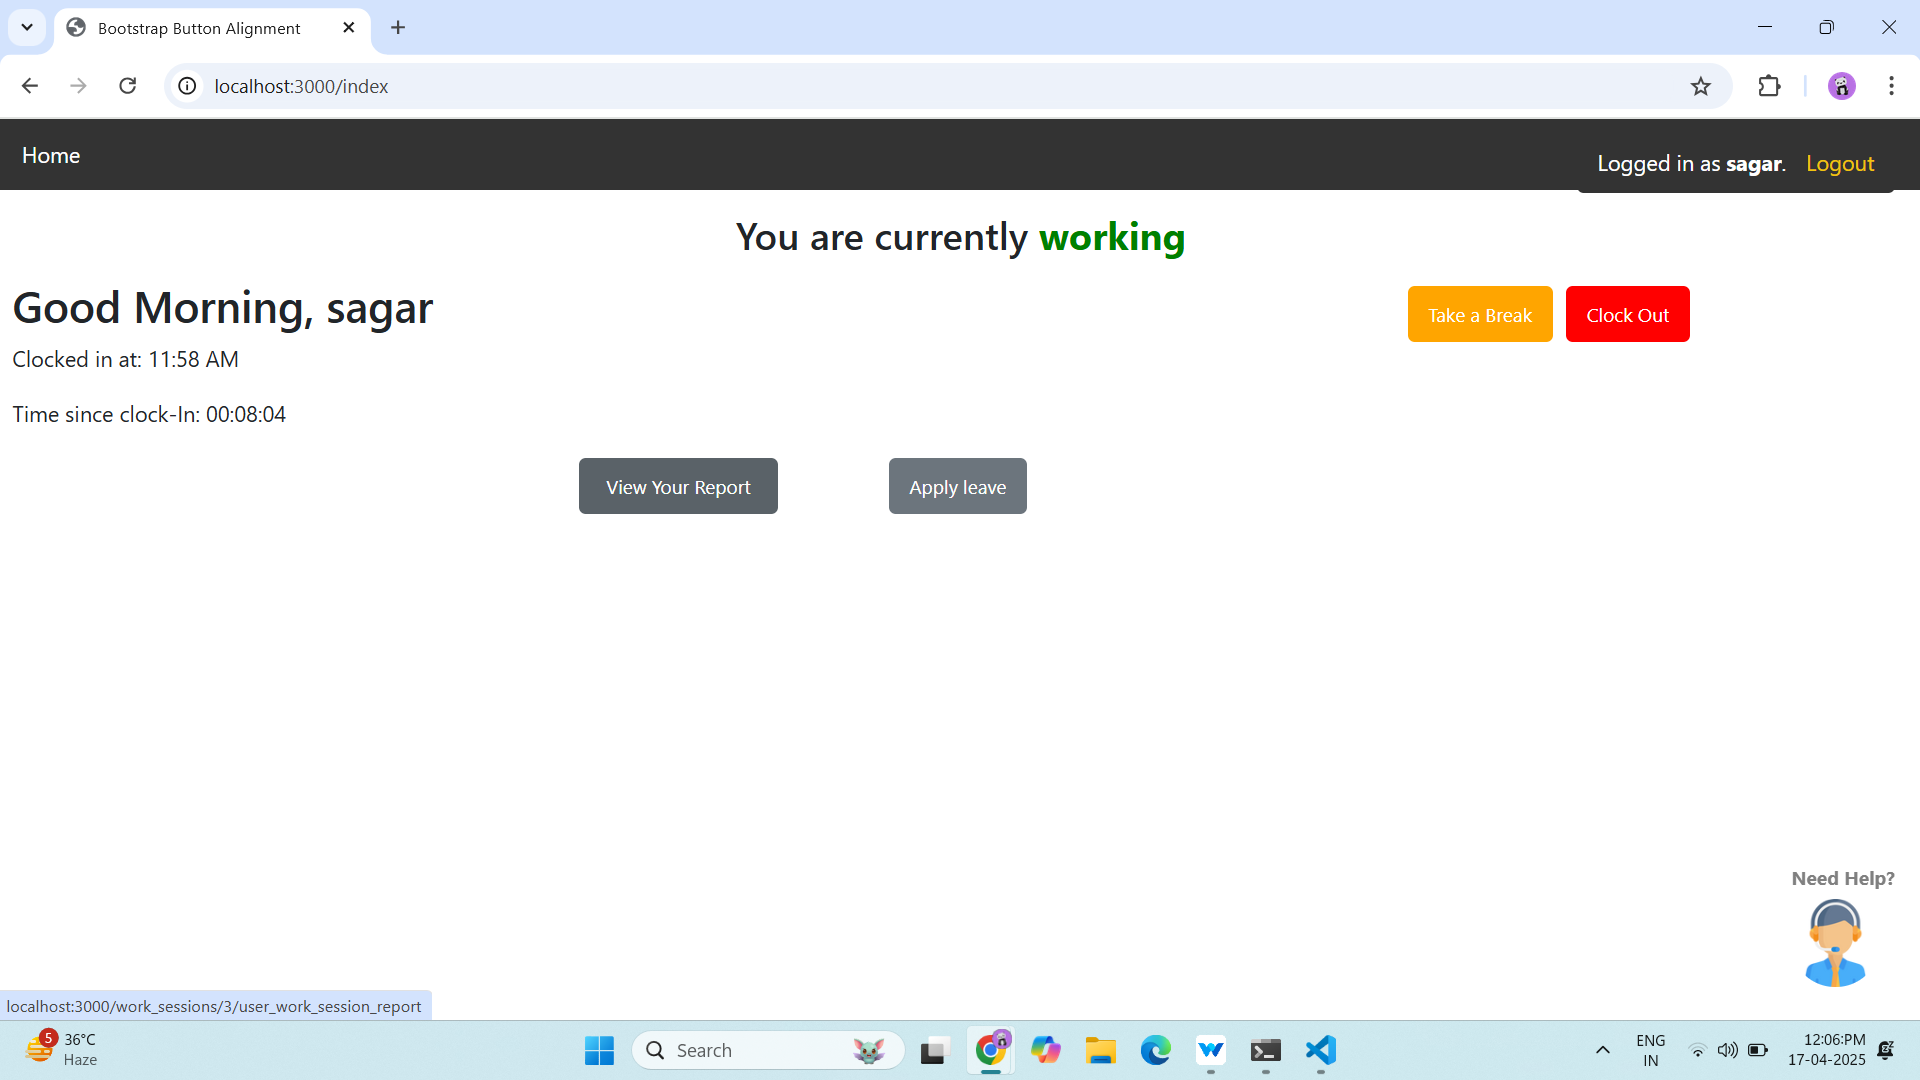 Bootstrap Button Alignment
localhost:3000/index
Home
Logged in as sagar. Logout
You are currently working
Good Morning, sagar
Take a Break
Clock Out
Clocked in at: 11:58 AM
Time since clock-In: 00:08:04
View Your Report
Apply leave
Need Help?
localhost:3000/work_sessions/3/user_work_session_report
5
36°C
Haze
Search
ENG
IN
12:06:PM
17-04-2025